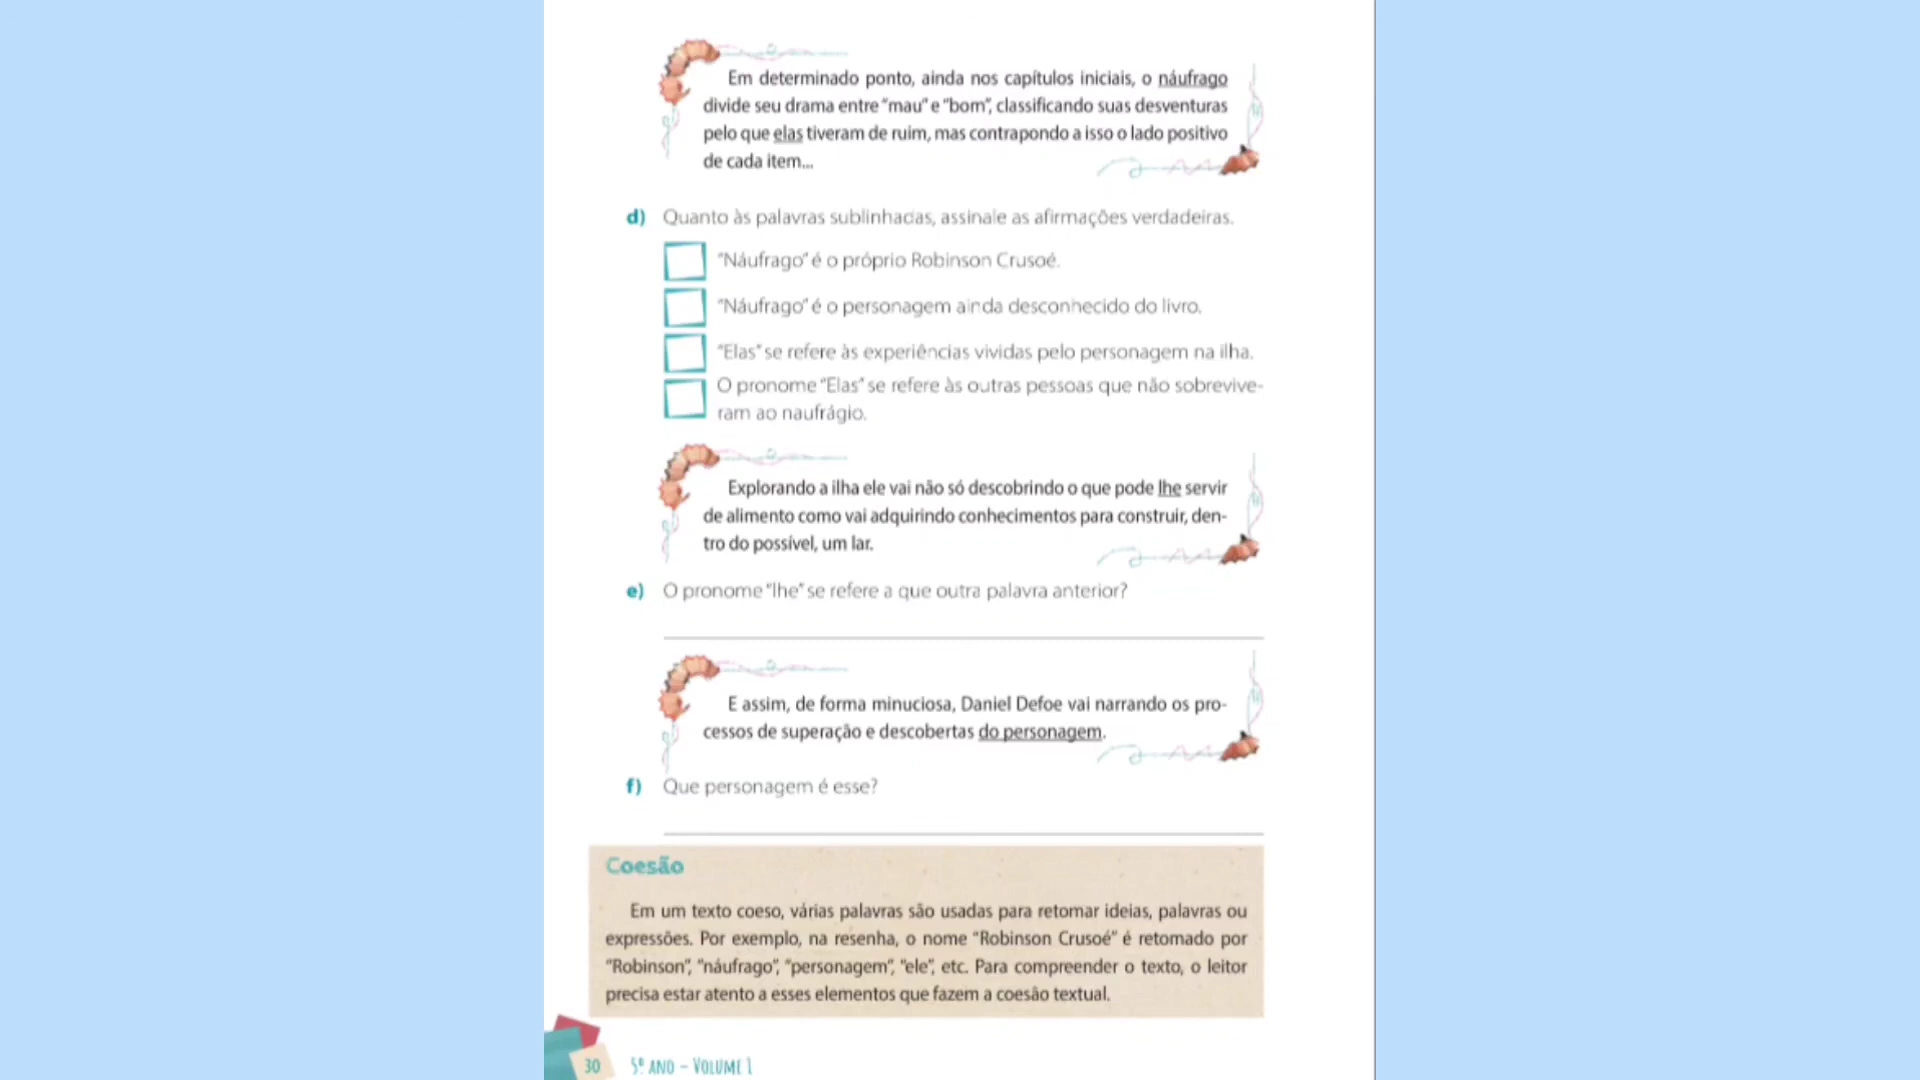 Em determinado ponto, ainda nos capítulos iniciais, o náufrago
divide seu drama entre “mau” e “bom”, classificando suas desventuras
pelo que elas tiveram de ruim, mas contrapondo a isso o lado positivo
de cada item...
d) Quanto às palavras sublinhadas, assinale as afirmações verdadeiras.
“Náufrago” é o próprio Robinson Crusoé.
“Náufrago” é o personagem ainda desconhecido do livro.
“Elas” se refere às experiências vividas pelo personagem na ilha.
O pronome “Elas” se refere às outras pessoas que não sobrevive-
ram ao naufrágio.
Explorando a ilha ele vai não só descobrindo o que pode lhe servir
de alimento como vai adquirindo conhecimentos para construir, den-
tro do possível, um lar.
e) O pronome “lhe” se refere a que outra palavra anterior?
E assim, de forma minuciosa, Daniel Defoe vai narrando os pro-
cessos de superação e descobertas do personagem.
f) Que personagem é esse?
Coesão
Em um texto coeso, várias palavras são usadas para retomar ideias, palavras ou
expressões. Por exemplo, na resenha, o nome “Robinson Crusoé” é retomado por
“Robinson”, “náufrago”, “personagem”, “ele”, etc. Para compreender o texto, o leitor
precisa estar atento a esses elementos que fazem a coesão textual.
30 5º ANO – VOLUME 1